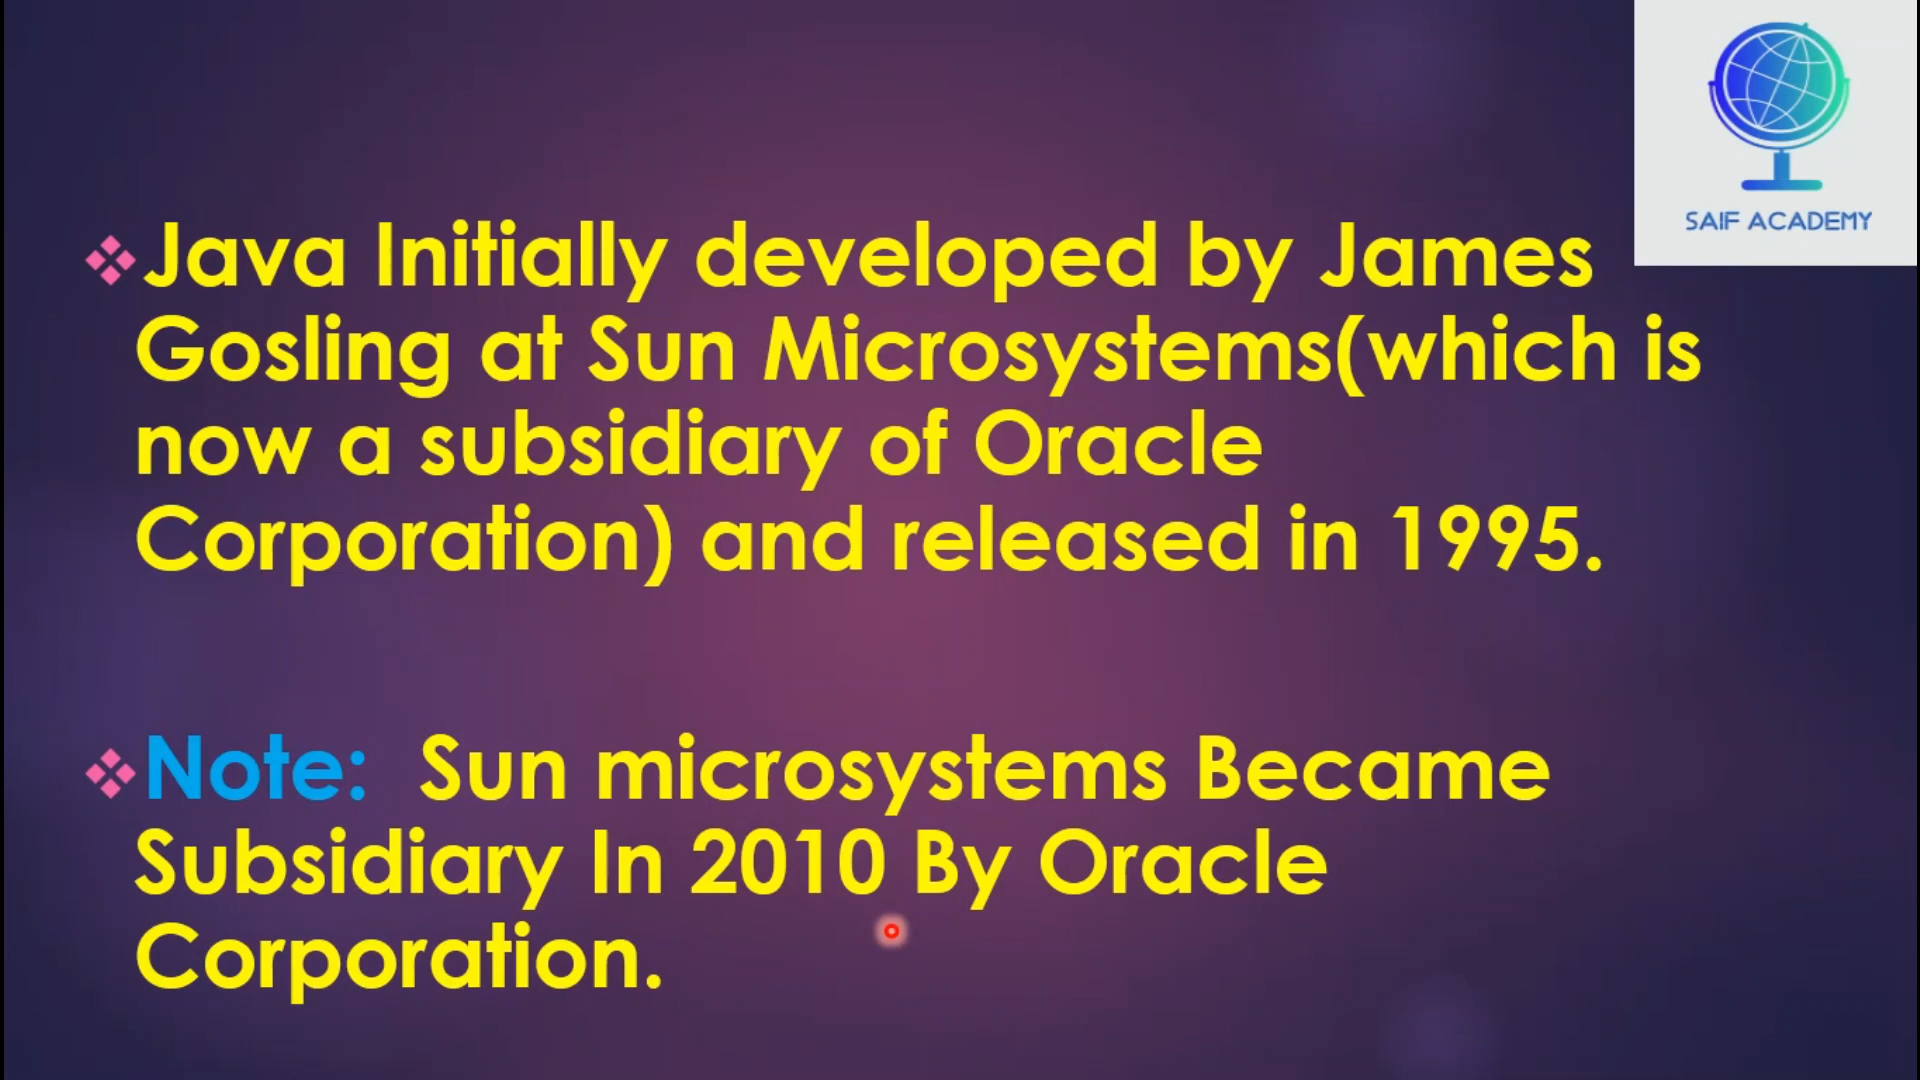 SAIF ACADEMY
❖Java Initially developed by James
Gosling at Sun Microsystems(which is
now a subsidiary of Oracle
Corporation) and released in 1995.
❖Note:  Sun microsystems Became
Subsidiary In 2010 By Oracle
Corporation.